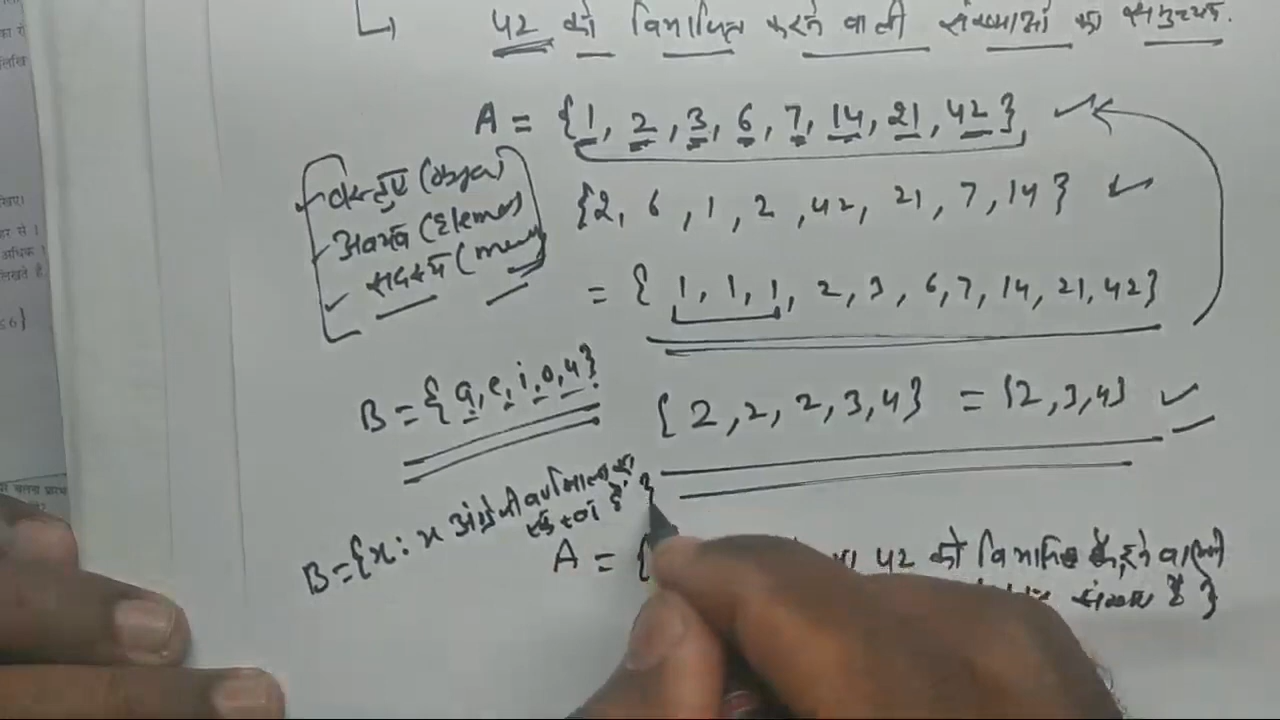 42 को विभाजित करने वाली संख्याओं का समुच्चय.
A = {1, 2, 3, 6, 7, 14, 21, 42}
वस्तुए (Objec)
{2, 6, 1, 2, 42, 21, 7, 14}
अवयव (Elemen)
सदस्य (mem
= { 1, 1, 1, 2, 3, 6, 7, 14, 21, 42}
B = {a, e, i, o, u}
{2, 2, 2, 3, 4} = {2, 3, 4}
B = {x : x अंग्रेजी वर्णमाला का
स्वर है }
A = {
42 को विभाजित करने वाली
संख्या है }